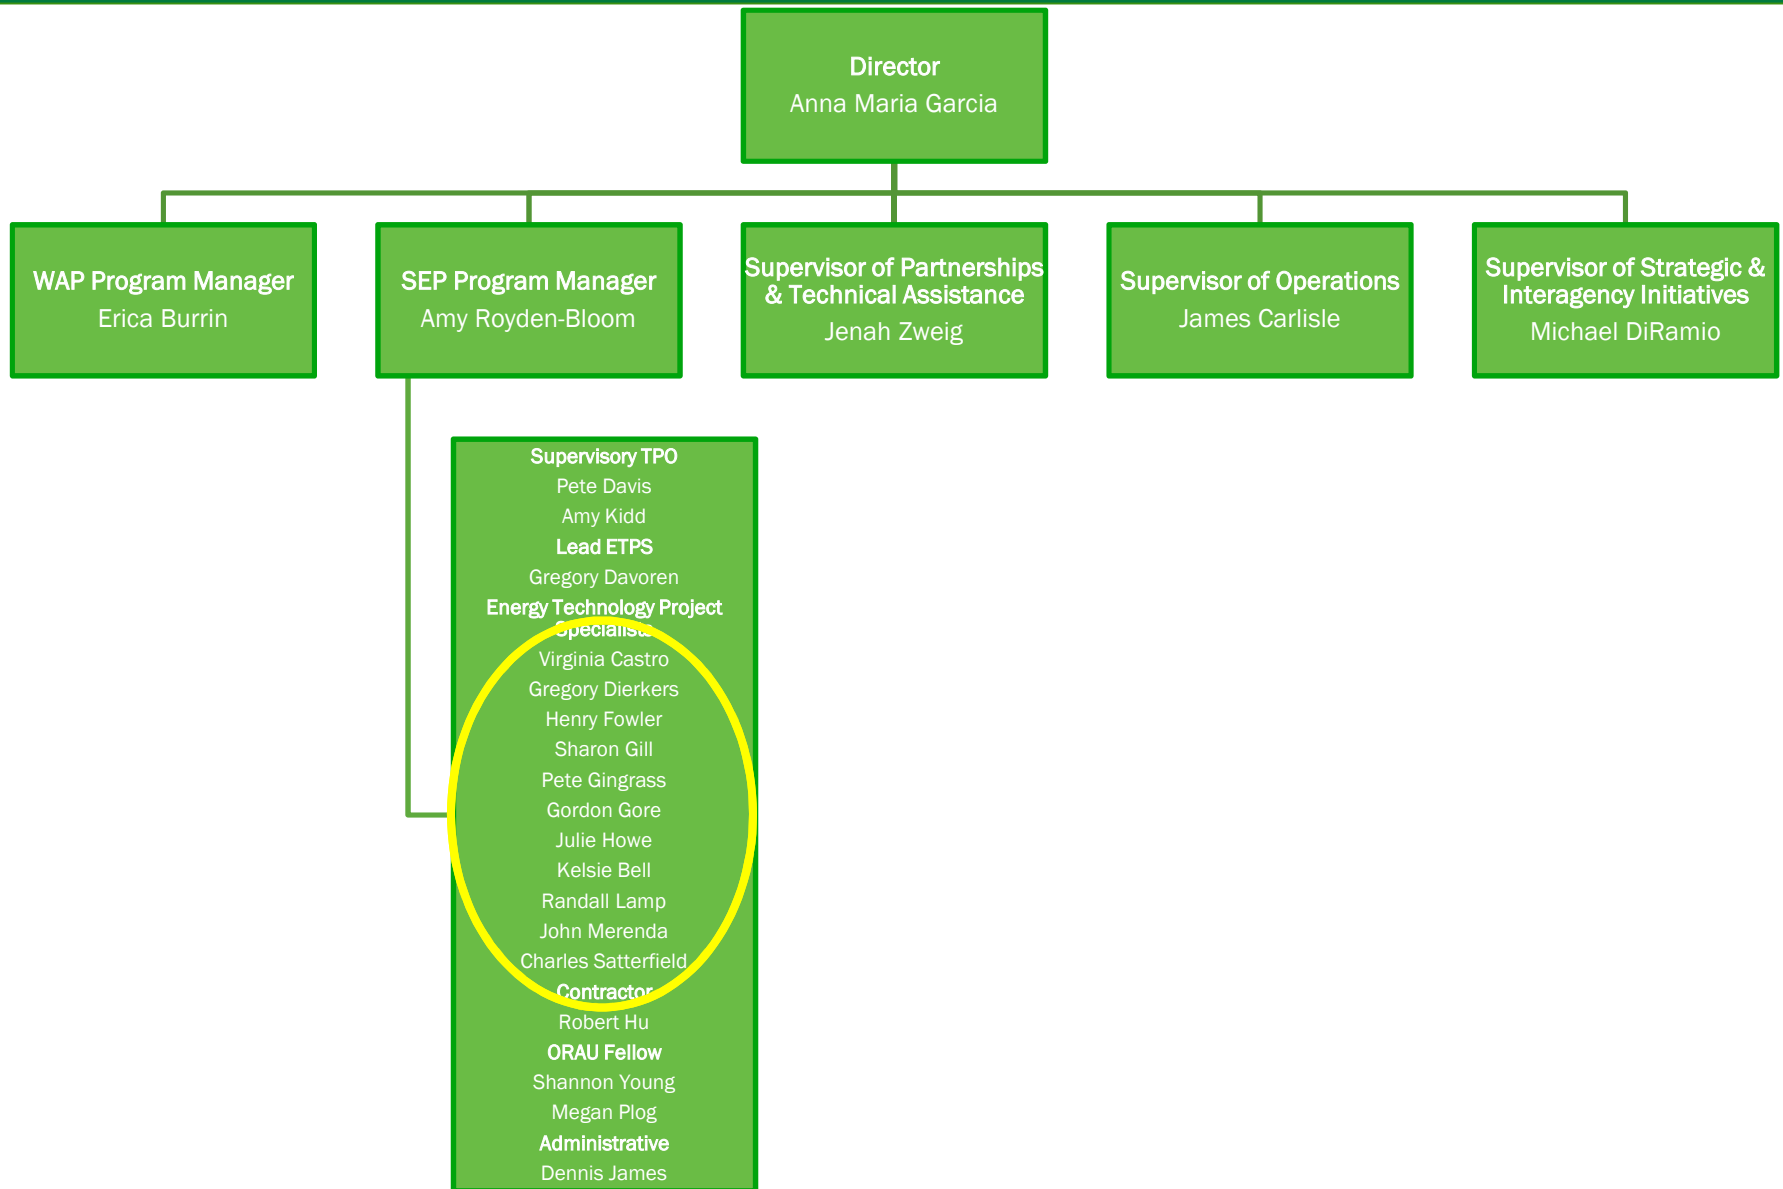 Director
Anna Maria Garcia
WAP Program Manager
Erica Burrin
SEP Program Manager
Amy Royden-Bloom
Supervisor of Partnerships
& Technical Assistance
Jenah Zweig
Supervisor of Operations
James Carlisle
Supervisor of Strategic &
Interagency Initiatives
Michael DiRamio
Supervisory TPO
Pete Davis
Amy Kidd
Lead ETPS
Gregory Davoren
Energy Technology Project
Specialists
Virginia Castro
Gregory Dierkers
Henry Fowler
Sharon Gill
Pete Gingrass
Gordon Gore
Julie Howe
Kelsie Bell
Randall Lamp
John Merenda
Charles Satterfield
Contractor
Robert Hu
ORAU Fellow
Shannon Young
Megan Plog
Administrative
Dennis James